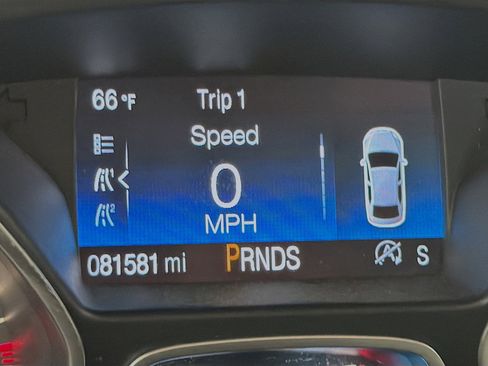 66°F Trip 1
Speed
0
MPH
081581 mi PRNDS S